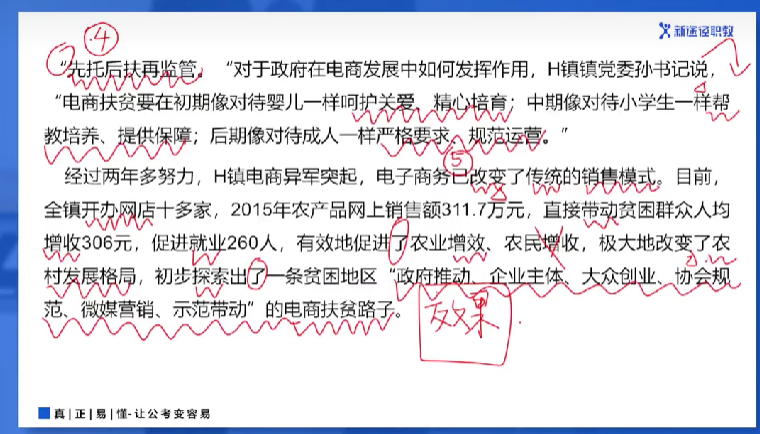 ④
新途径职教
“先托后扶再监管。“对于政府在电商发展中如何发挥作用，H镇镇党委孙书记说，
“电商扶贫要在初期像对待婴儿一样呵护关爱、精心培育；中期像对待小学生一样帮
教培养、提供保障；后期像对待成人一样严格要求、规范运营。”
⑤
经过两年多努力，H镇电商异军突起，电子商务已改变了传统的销售模式。目前，
全镇开办网店十多家，2015年农产品网上销售额311.7万元，直接带动贫困群众人均
增收306元，促进就业260人，有效地促进了农业增效、农民增收，极大地改变了农
村发展格局，初步探索出了一条贫困地区“政府推动、企业主体、大众创业、协会规
范、微媒营销、示范带动”的电商扶贫路子。
效果
真|正|易|懂-让公考变容易